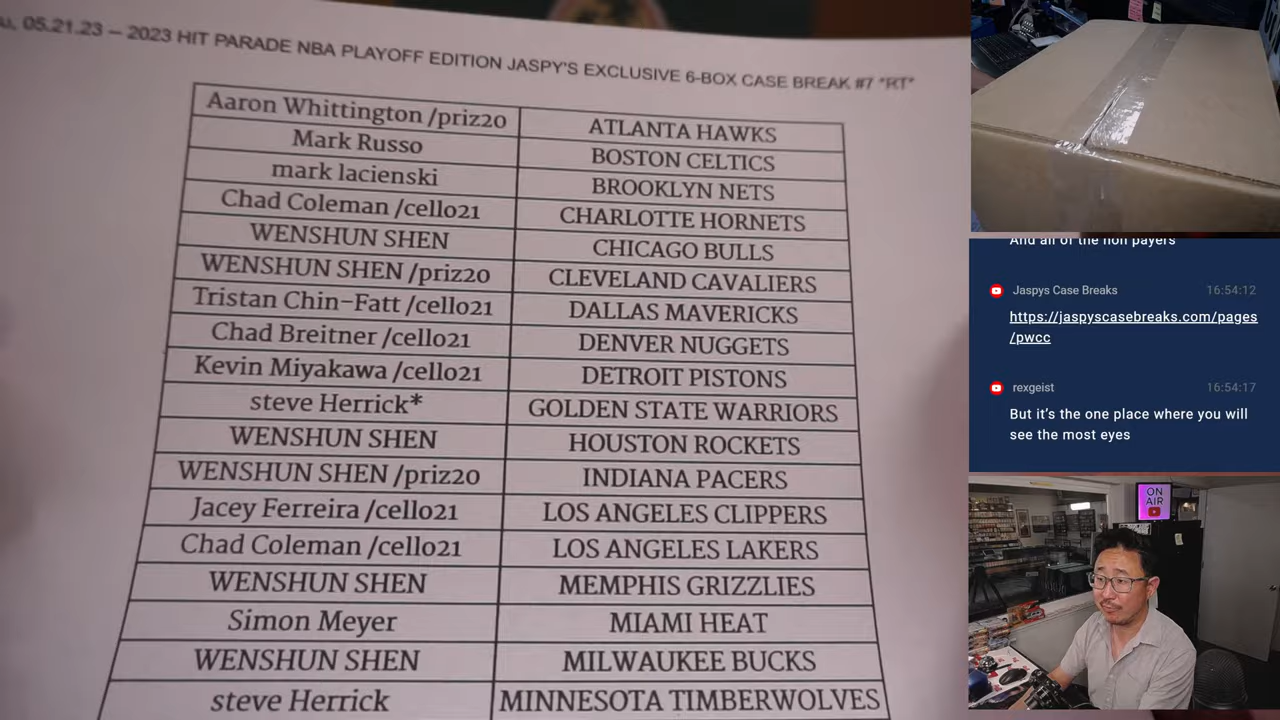 05.21.23 – 2023 HIT PARADE NBA PLAYOFF EDITION JASPY'S EXCLUSIVE 6-BOX CASE BREAK #7 *RT*
Aaron Whittington /priz20 ATLANTA HAWKS
Mark Russo BOSTON CELTICS
mark lacienski BROOKLYN NETS
Chad Coleman /cello21 CHARLOTTE HORNETS
WENSHUN SHEN CHICAGO BULLS
WENSHUN SHEN /priz20 CLEVELAND CAVALIERS
Tristan Chin-Fatt /cello21 DALLAS MAVERICKS
Chad Breitner /cello21 DENVER NUGGETS
Kevin Miyakawa /cello21 DETROIT PISTONS
steve Herrick* GOLDEN STATE WARRIORS
WENSHUN SHEN HOUSTON ROCKETS
WENSHUN SHEN /priz20 INDIANA PACERS
Jacey Ferreira /cello21 LOS ANGELES CLIPPERS
Chad Coleman /cello21 LOS ANGELES LAKERS
WENSHUN SHEN MEMPHIS GRIZZLIES
Simon Meyer MIAMI HEAT
WENSHUN SHEN MILWAUKEE BUCKS
steve Herrick MINNESOTA TIMBERWOLVES
And all of the non payers
Jaspys Case Breaks 16:54:12
https://jaspyscasebreaks.com/pages
/pwcc
rexgeist 16:54:17
But it's the one place where you will
see the most eyes
ON
AIR